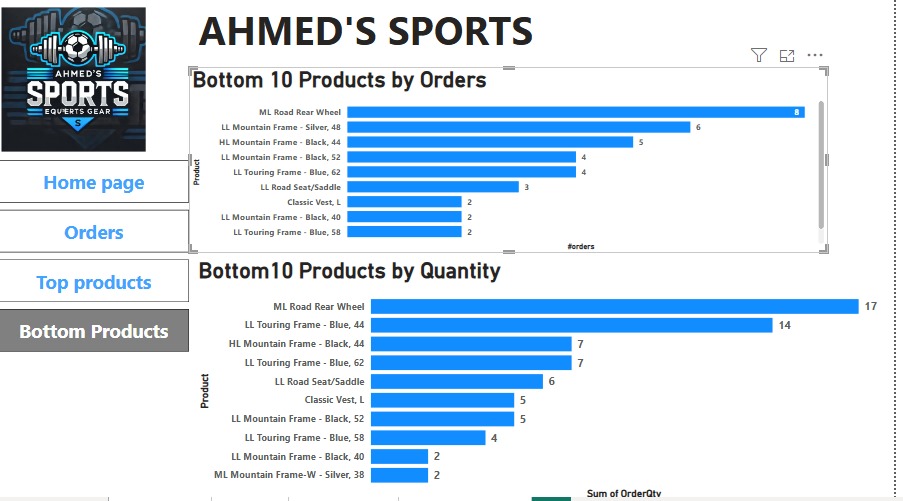 AHMED'S SPORTS
AHMED'S
SPORTS
EQUERTS GEAR
S
Home page
Orders
Top products
Bottom Products
Bottom 10 Products by Orders
Product
ML Road Rear Wheel 8
LL Mountain Frame - Silver, 48 6
HL Mountain Frame - Black, 44 5
LL Mountain Frame - Black, 52 4
LL Touring Frame - Blue, 62 4
LL Road Seat/Saddle 3
Classic Vest, L 2
LL Mountain Frame - Black, 40 2
LL Touring Frame - Blue, 58 2
#orders
Bottom10 Products by Quantity
Product
ML Road Rear Wheel 17
LL Touring Frame - Blue, 44 14
HL Mountain Frame - Black, 44 7
LL Touring Frame - Blue, 62 7
LL Road Seat/Saddle 6
Classic Vest, L 5
LL Mountain Frame - Black, 52 5
LL Touring Frame - Blue, 58 4
LL Mountain Frame - Black, 40 2
ML Mountain Frame-W - Silver, 38 2
Sum of OrderQty